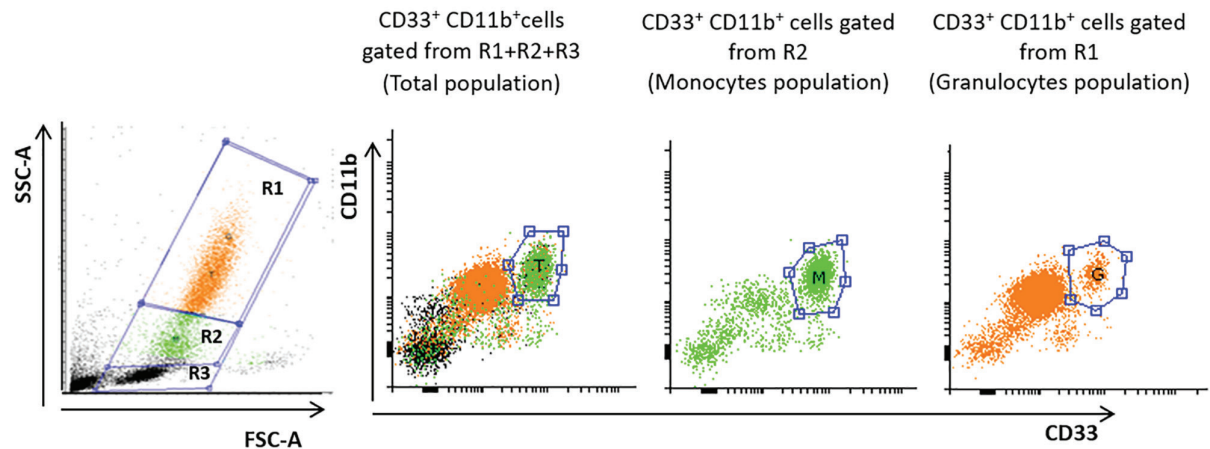 CD33⁺ CD11b⁺cells
gated from R1+R2+R3
(Total population)
CD33⁺ CD11b⁺ cells gated
from R2
(Monocytes population)
CD33⁺ CD11b⁺ cells gated
from R1
(Granulocytes population)
SSC-A
R1
R2
R3
FSC-A
CD11b
T
M
G
CD33